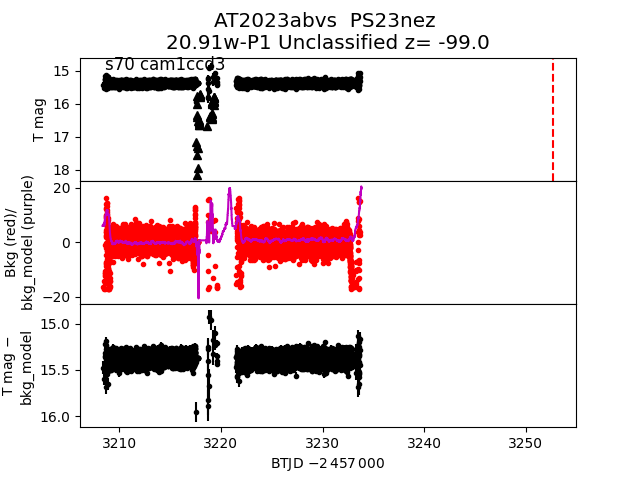 AT2023abvs  PS23nez
20.91w-P1 Unclassified z= -99.0
s70 cam1ccd3
T mag
15
16
17
18
Bkg (red)/
bkg_model (purple)
20
0
−20
T mag −
bkg_model
15.0
15.5
16.0
3210
3220
3230
3240
3250
BTJD −2 457 000